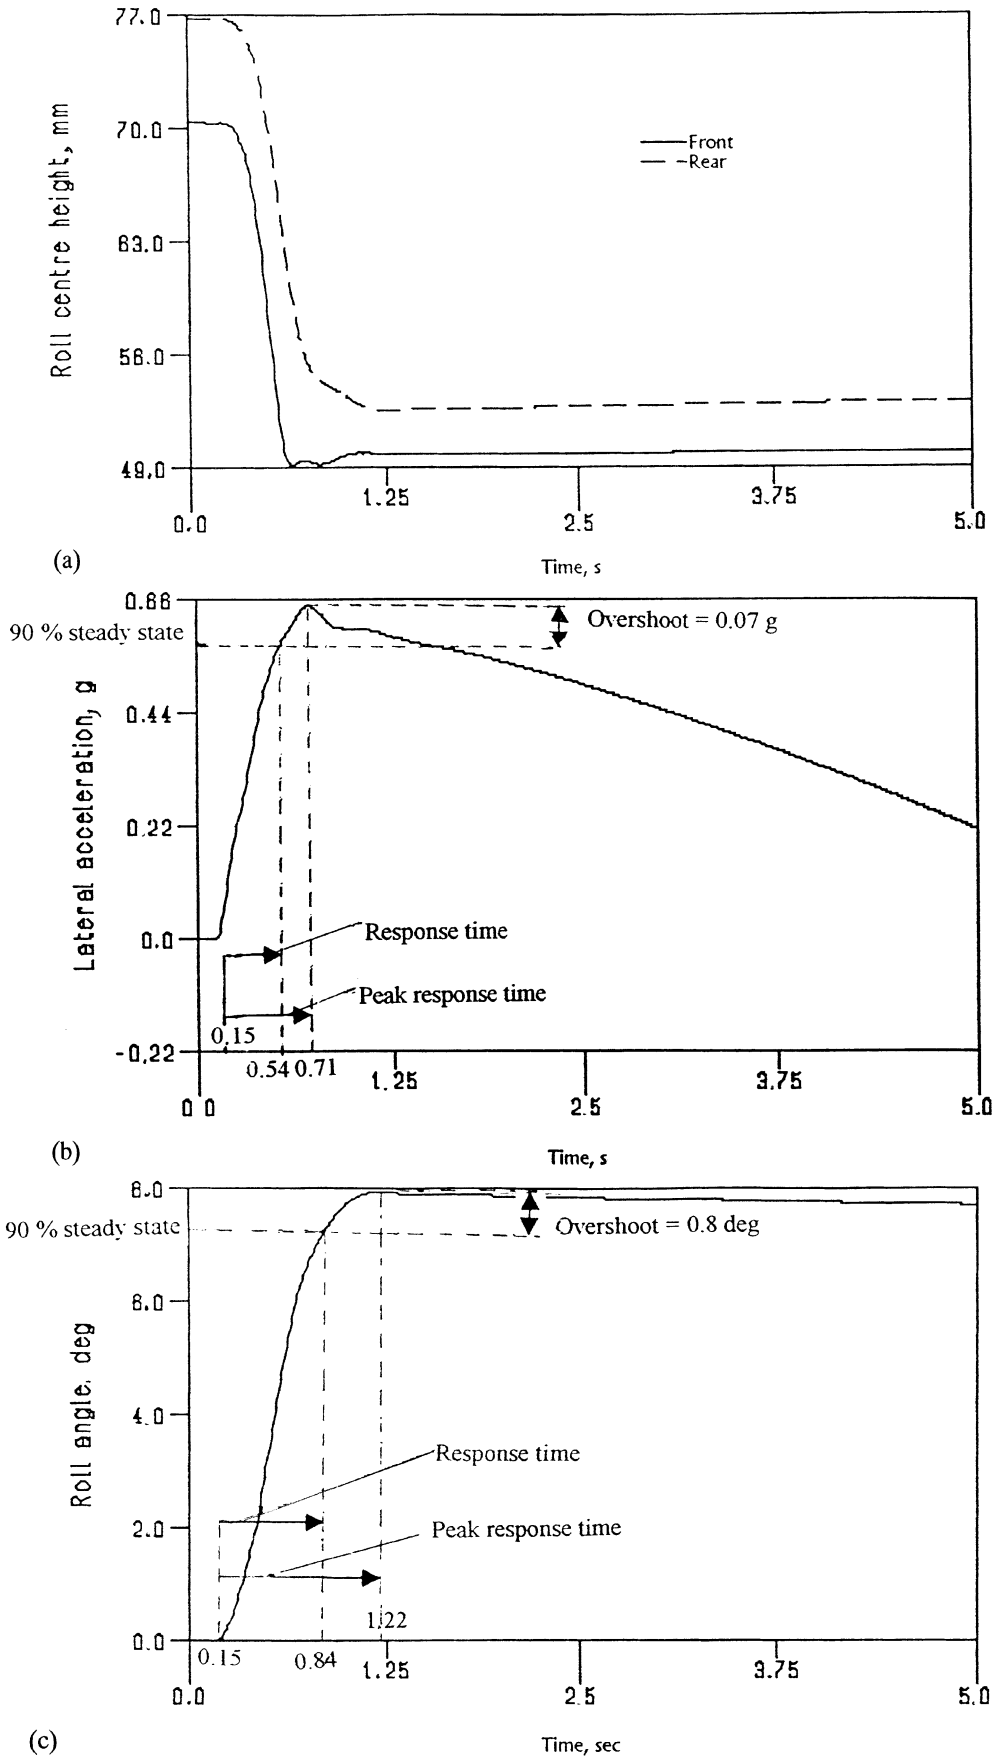 77.0
70.0
63.0
56.0
49.0
Roll centre height, mm
Front
Rear
1.25
3.75
0.0
2.5
5.0
(a)
Time, s
0.66
90 % steady state
Overshoot = 0.07 g
0.44
Lateral acceleration, g
0.22
0.0
Response time
Peak response time
0.15
-0.22
0.54 0.71
1.25
3.75
0 0
2.5
5.0
(b)
Time, s
8.0
90 % steady state
Overshoot = 0.8 deg
6.0
Roll angle, deg
4.0
Response time
2.0
Peak response time
1.22
0.0
0.15
0.84
1.25
3.75
0.0
2.5
5.0
(c)
Time, sec